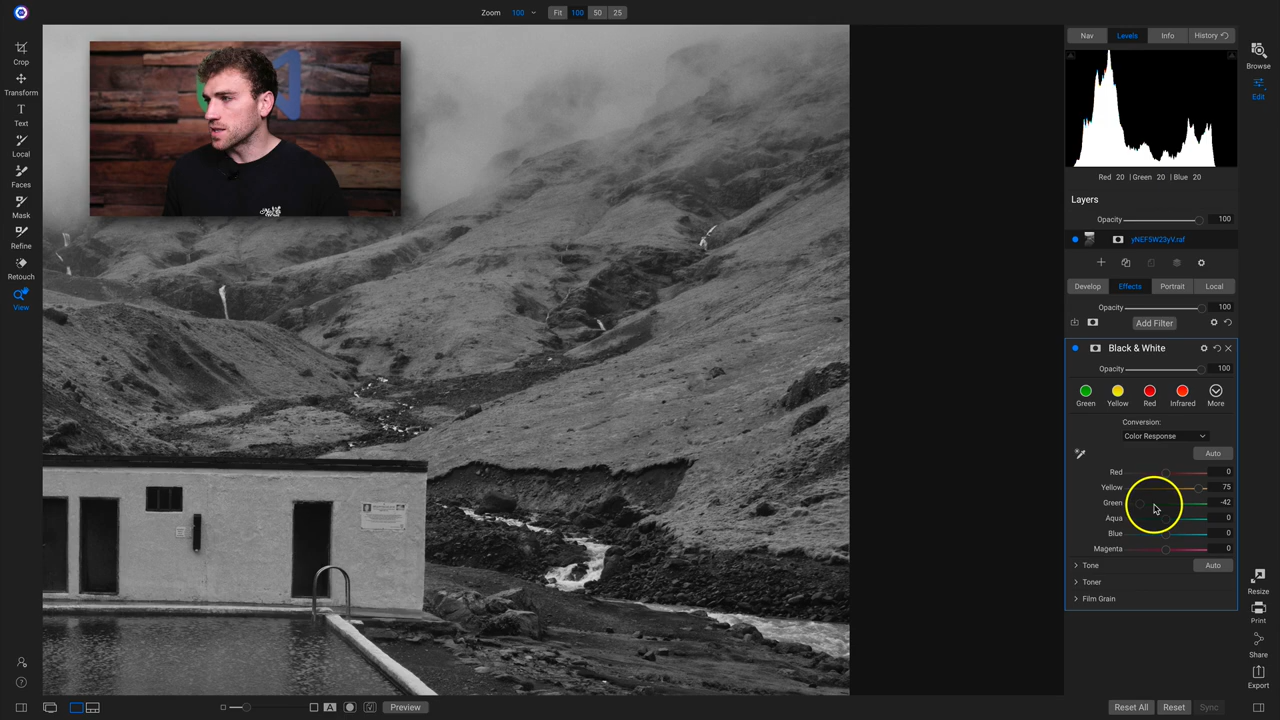 Zoom 100 Fit 100 50 25
Crop
Transform
Text
Local
Faces
Mask
Refine
Retouch
View
Nav Levels Info History
Red 20 | Green 20 | Blue 20
Layers
Opacity 100
yNEF5W23yV.raf
Develop Effects Portrait Local
Opacity 100
Add Filter
Black & White
Opacity 100
Green Yellow Red Infrared More
Conversion:
Color Response
Auto
Red 0
Yellow 75
Green -42
Aqua 0
Blue 0
Magenta 0
Tone Auto
Toner
Film Grain
Browse
Edit
Resize
Print
Share
Export
A Preview
Reset All Reset Sync